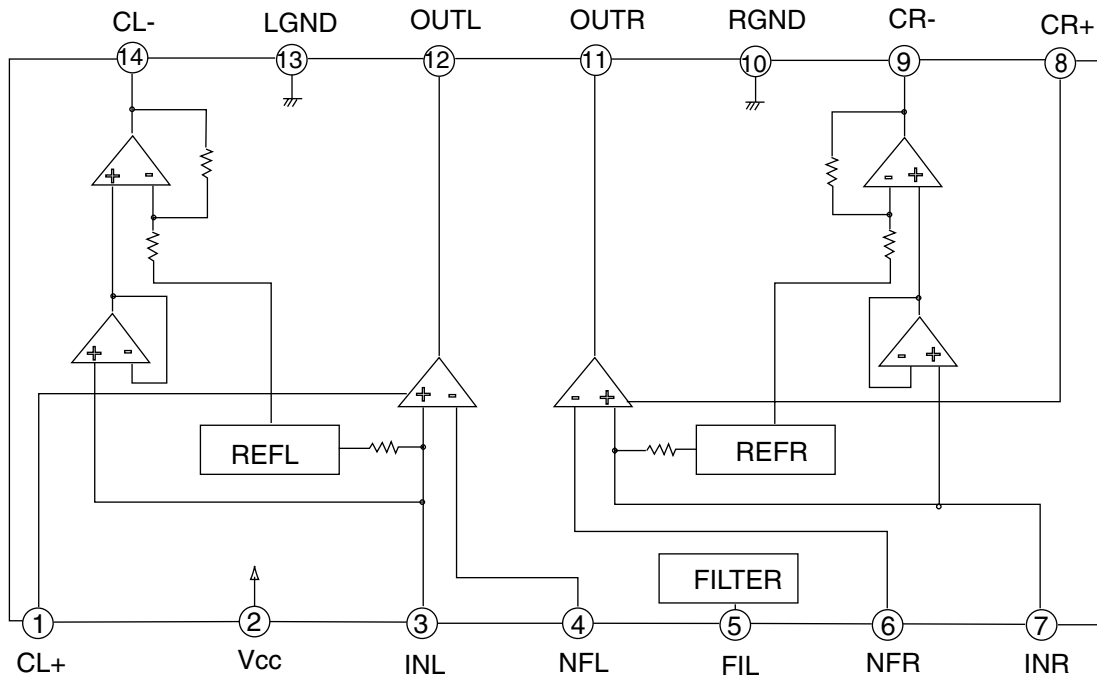 CL- LGND OUTL OUTR RGND CR- CR+
14 13 12 11 10 9 8
+ - - +
+ - - +
+ - - +
REFL REFR
FILTER
1 2 3 4 5 6 7
CL+ Vcc INL NFL FIL NFR INR